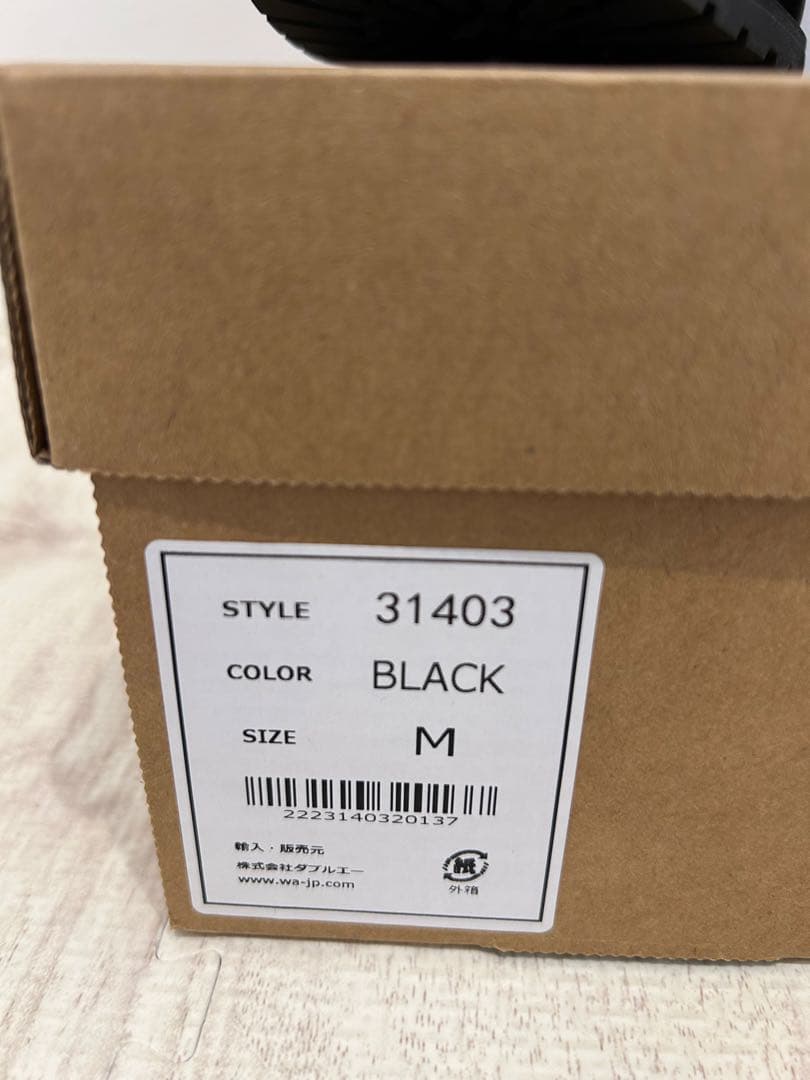 STYLE 31403
COLOR BLACK
SIZE M
2223140320137
輸入・販売元
株式会社ダブルエー
www.wa-jp.com
紙
外箱